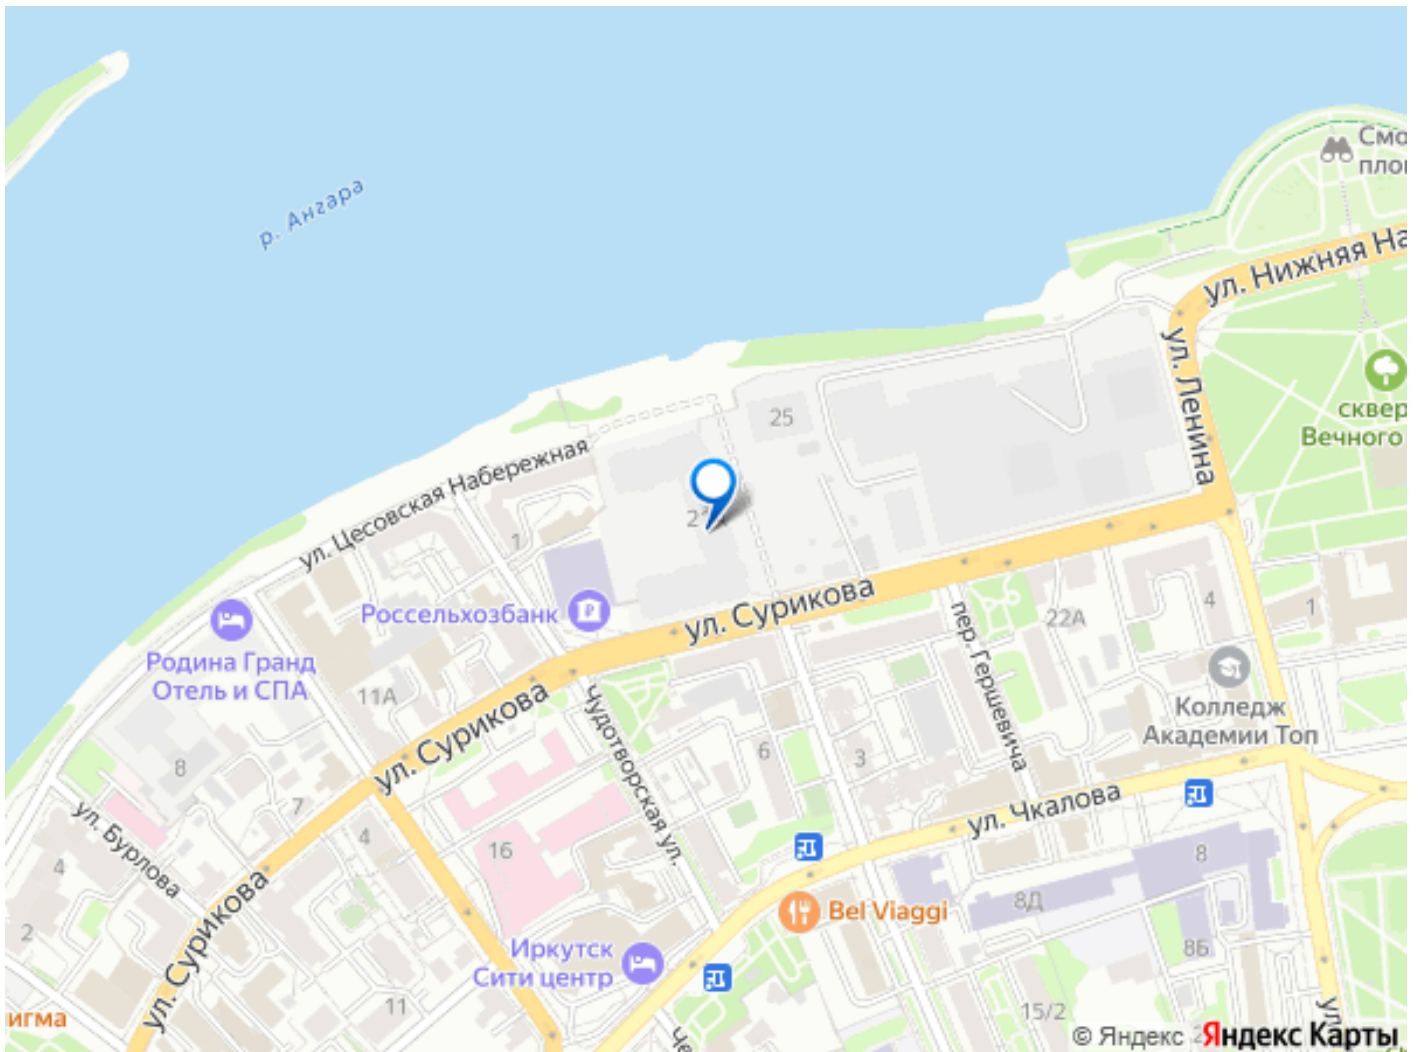 Смо
пло
р. Ангара
ул. Нижняя На
ул. Ленина
сквер
Вечного
25
ул. Цесовская Набережная
1
2
Россельхозбанк
ул. Сурикова
пер. Гершевича
22А
4
1
Родина Гранд
Отель и СПА
11А
ул. Сурикова
Чудотворская ул.
Колледж
Академии Топ
8
7
6
3
ул. Бурлова
4
4
16
ул. Чкалова
8
8Д
Bel Viaggi
ул. Сурикова
2
8Б
Иркутск
Сити центр
11
15/2
игма
Че
ул.
© Яндекс
Яндекс Карты